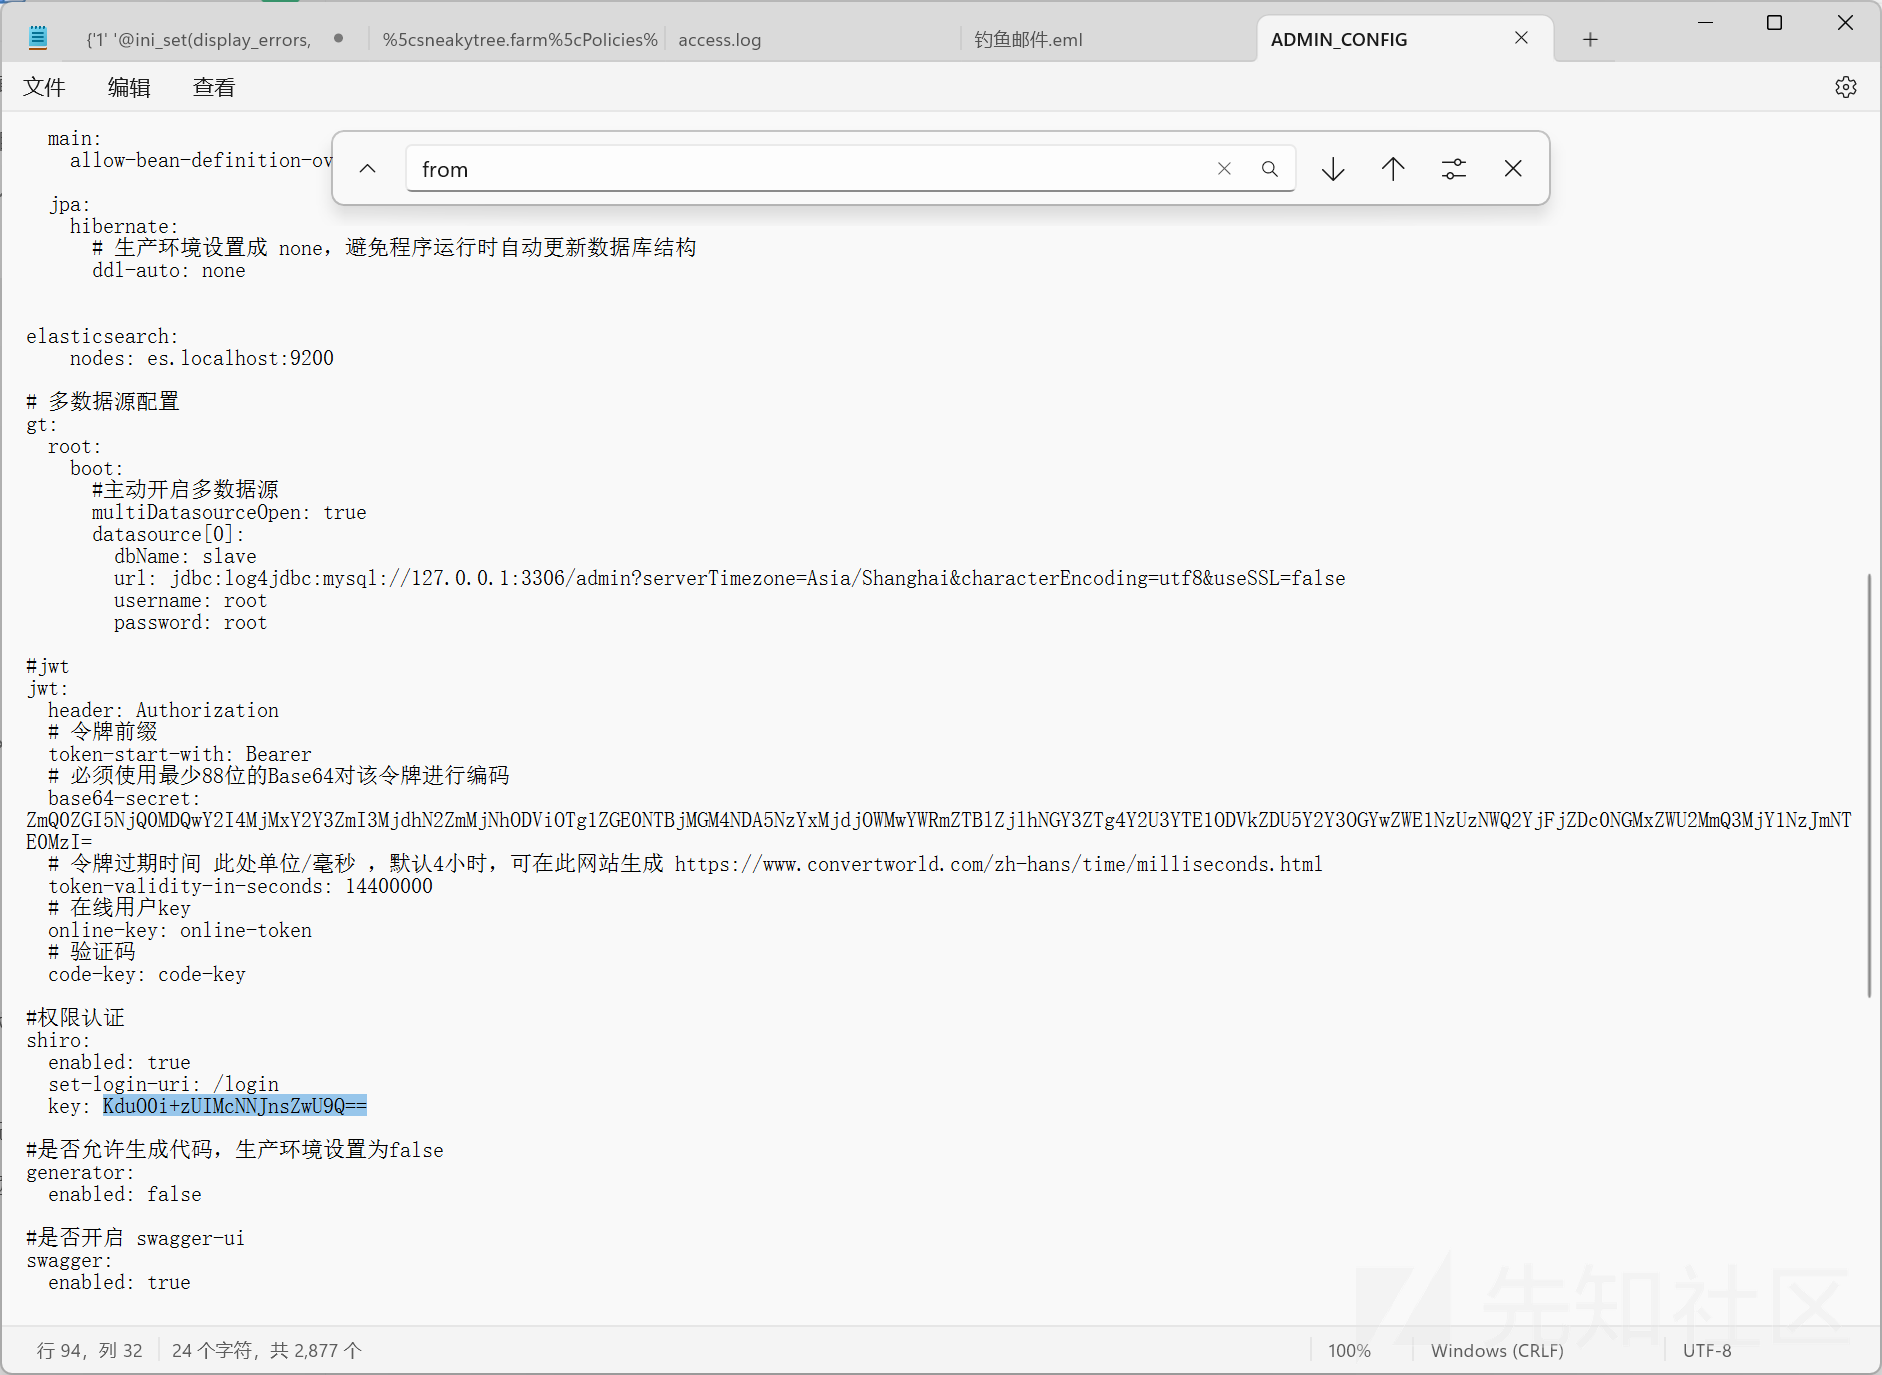 {'1' '@ini_set(display_errors,
%5csneakytree.farm%5cPolicies%
access.log
钓鱼邮件.eml
ADMIN_CONFIG
文件 编辑 查看
from
main:
allow-bean-definition-ov
jpa:
hibernate:
# 生产环境设置成 none，避免程序运行时自动更新数据库结构
ddl-auto: none
elasticsearch:
nodes: es.localhost:9200
# 多数据源配置
gt:
root:
boot:
#主动开启多数据源
multiDatasourceOpen: true
datasource[0]:
dbName: slave
url: jdbc:log4jdbc:mysql://127.0.0.1:3306/admin?serverTimezone=Asia/Shanghai&characterEncoding=utf8&useSSL=false
username: root
password: root
#jwt
jwt:
header: Authorization
# 令牌前缀
token-start-with: Bearer
# 必须使用最少88位的Base64对该令牌进行编码
base64-secret:
ZmQ0ZGI5NjQ0MDQwY2I4MjMxY2Y3ZmI3MjdhN2ZmMjNhODViOTg1ZGE0NTBjMGM4NDA5NzYxMjdjOWMwYWRmZTBlZjlhNGY3ZTg4Y2U3YTE1ODVkZDU5Y2Y3OGYwZWE1NzUzNWQ2YjFjZDc0NGMxZWU2MmQ3MjY1NzJmNT
E0MzI=
# 令牌过期时间 此处单位/毫秒 ，默认4小时，可在此网站生成 https://www.convertworld.com/zh-hans/time/milliseconds.html
token-validity-in-seconds: 14400000
# 在线用户key
online-key: online-token
# 验证码
code-key: code-key
#权限认证
shiro:
enabled: true
set-login-uri: /login
key: KduO0i+zUIMcNNJnsZwU9Q==
#是否允许生成代码，生产环境设置为false
generator:
enabled: false
#是否开启 swagger-ui
swagger:
enabled: true
先知社区
行 94，列 32 24 个字符，共 2,877 个 100% Windows (CRLF) UTF-8